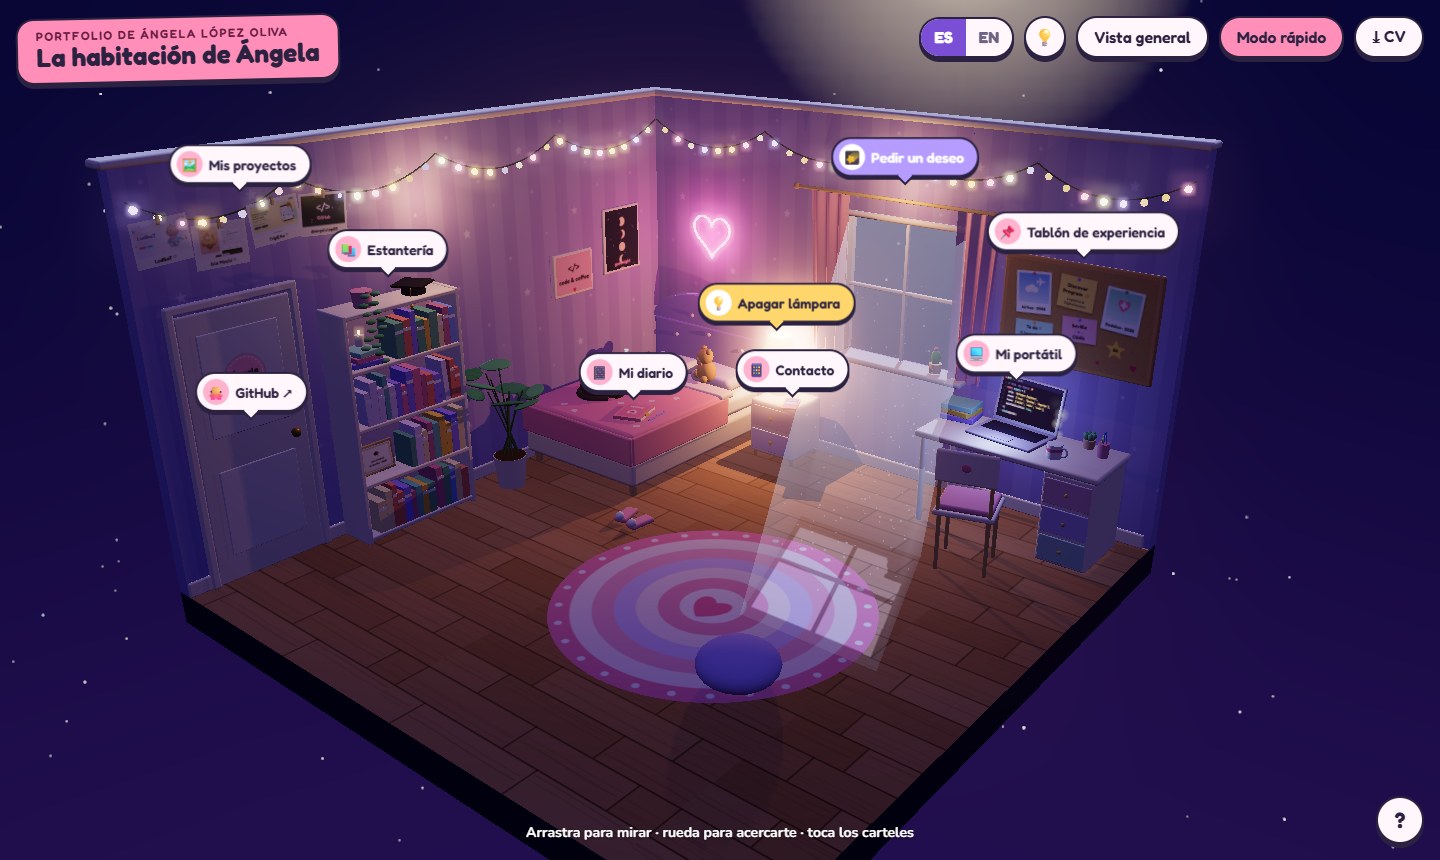 PORTFOLIO DE ÁNGELA LÓPEZ OLIVA
La habitación de Ángela
ES
EN
Vista general
Modo rápido
⤓ CV
Mis proyectos
Pedir un deseo
Tablón de experiencia
Estantería
Apagar lámpara
Mi portátil
Mi diario
Contacto
GitHub ↗
</>
code & coffee
Arrastra para mirar · rueda para acercarte · toca los carteles
?